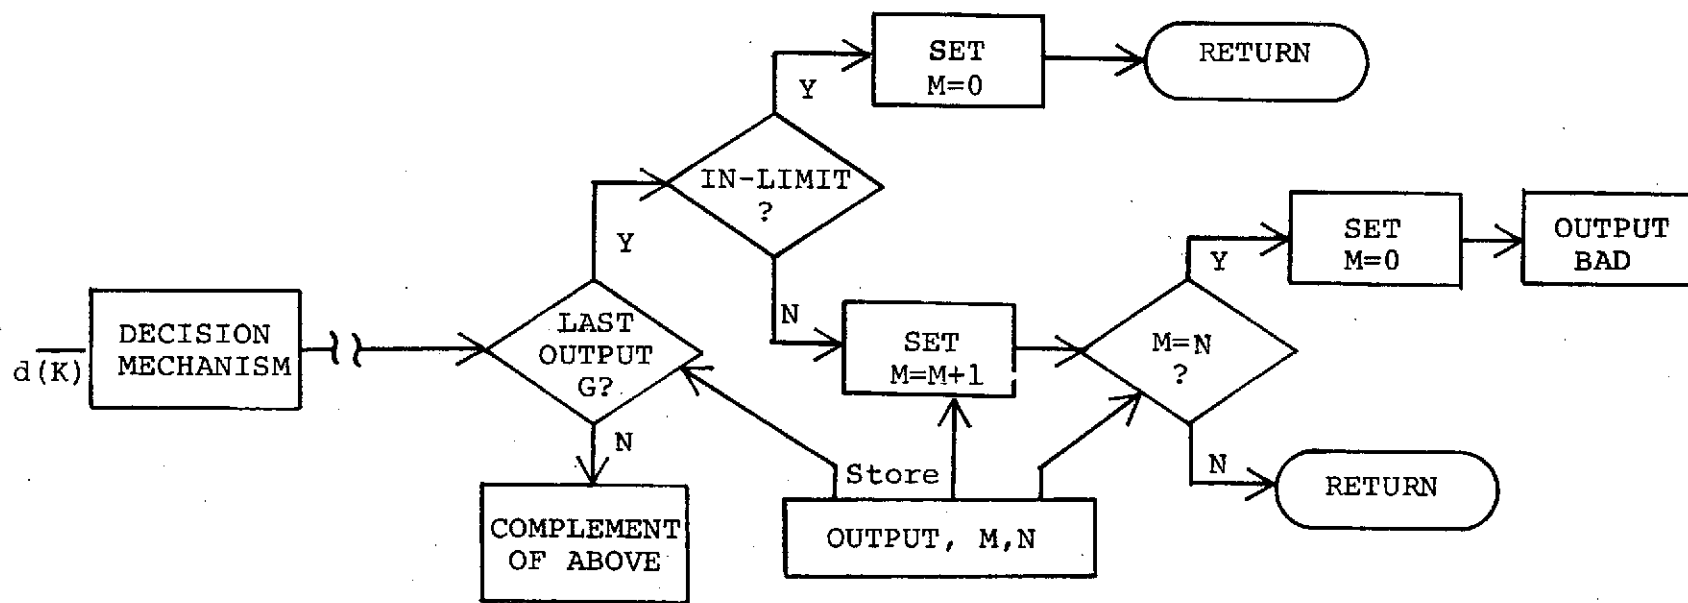 SET
M=0
RETURN
Y
IN-LIMIT
?
Y
N
SET
M=0
OUTPUT
BAD
Y
d(K)
DECISION
MECHANISM
LAST
OUTPUT
G?
SET
M=M+1
M=N
?
N
COMPLEMENT
OF ABOVE
Store
OUTPUT, M,N
N
RETURN